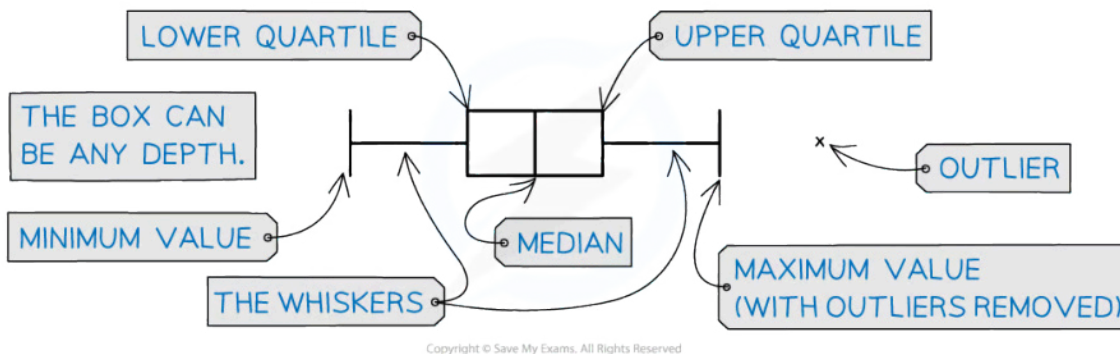 LOWER QUARTILE
UPPER QUARTILE
THE BOX CAN
BE ANY DEPTH.
x
OUTLIER
MINIMUM VALUE
MEDIAN
THE WHISKERS
MAXIMUM VALUE
(WITH OUTLIERS REMOVED)
Copyright © Save My Exams. All Rights Reserved